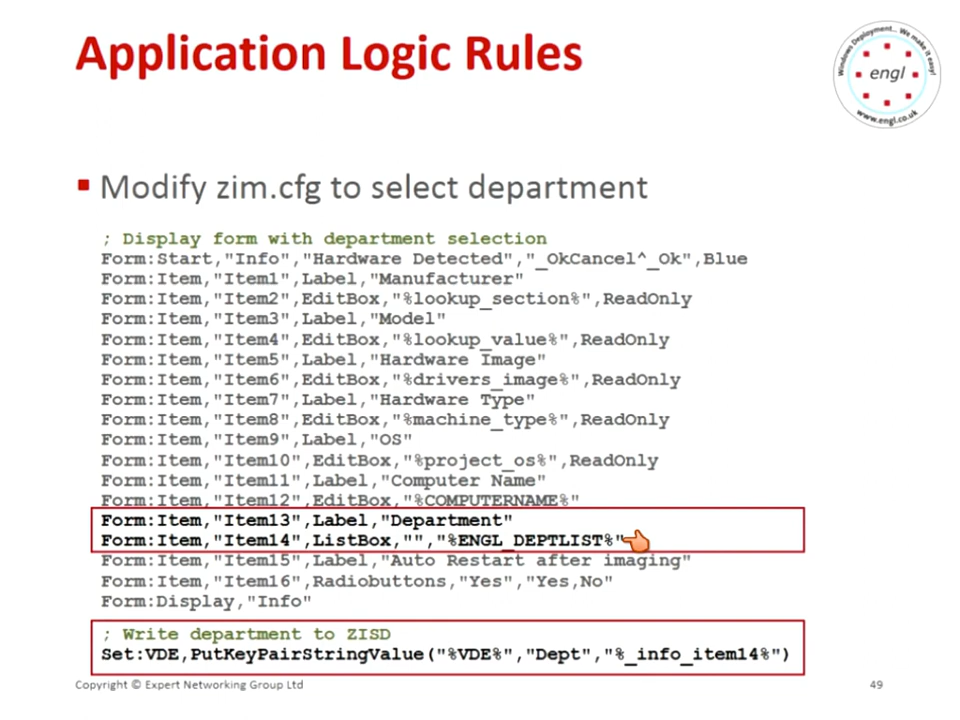 Application Logic Rules
Windows Deployment... We make it easy!
engl
www.engl.co.uk
Modify zim.cfg to select department
; Display form with department selection
Form:Start,"Info","Hardware Detected","_OkCancel^_Ok",Blue
Form:Item,"Item1",Label,"Manufacturer"
Form:Item,"Item2",EditBox,"%lookup_section%",ReadOnly
Form:Item,"Item3",Label,"Model"
Form:Item,"Item4",EditBox,"%lookup_value%",ReadOnly
Form:Item,"Item5",Label,"Hardware Image"
Form:Item,"Item6",EditBox,"%drivers_image%",ReadOnly
Form:Item,"Item7",Label,"Hardware Type"
Form:Item,"Item8",EditBox,"%machine_type%",ReadOnly
Form:Item,"Item9",Label,"OS"
Form:Item,"Item10",EditBox,"%project_os%",ReadOnly
Form:Item,"Item11",Label,"Computer Name"
Form:Item,"Item12",EditBox,"%COMPUTERNAME%"
Form:Item,"Item13",Label,"Department"
Form:Item,"Item14",ListBox,"","%ENGL_DEPTLIST%"
Form:Item,"Item15",Label,"Auto Restart after imaging"
Form:Item,"Item16",Radiobuttons,"Yes","Yes,No"
Form:Display,"Info"
; Write department to ZISD
Set:VDE,PutKeyPairStringValue("%VDE%","Dept","%_info_item14%")
Copyright © Expert Networking Group Ltd
49